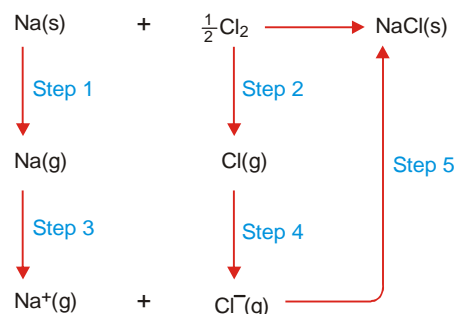 Na(s) + ½Cl₂ NaCl(s)
Step 1 Step 2
Na(g) Cl(g)
Step 5
Step 3 Step 4
Na⁺(g) + Cl⁻(g)